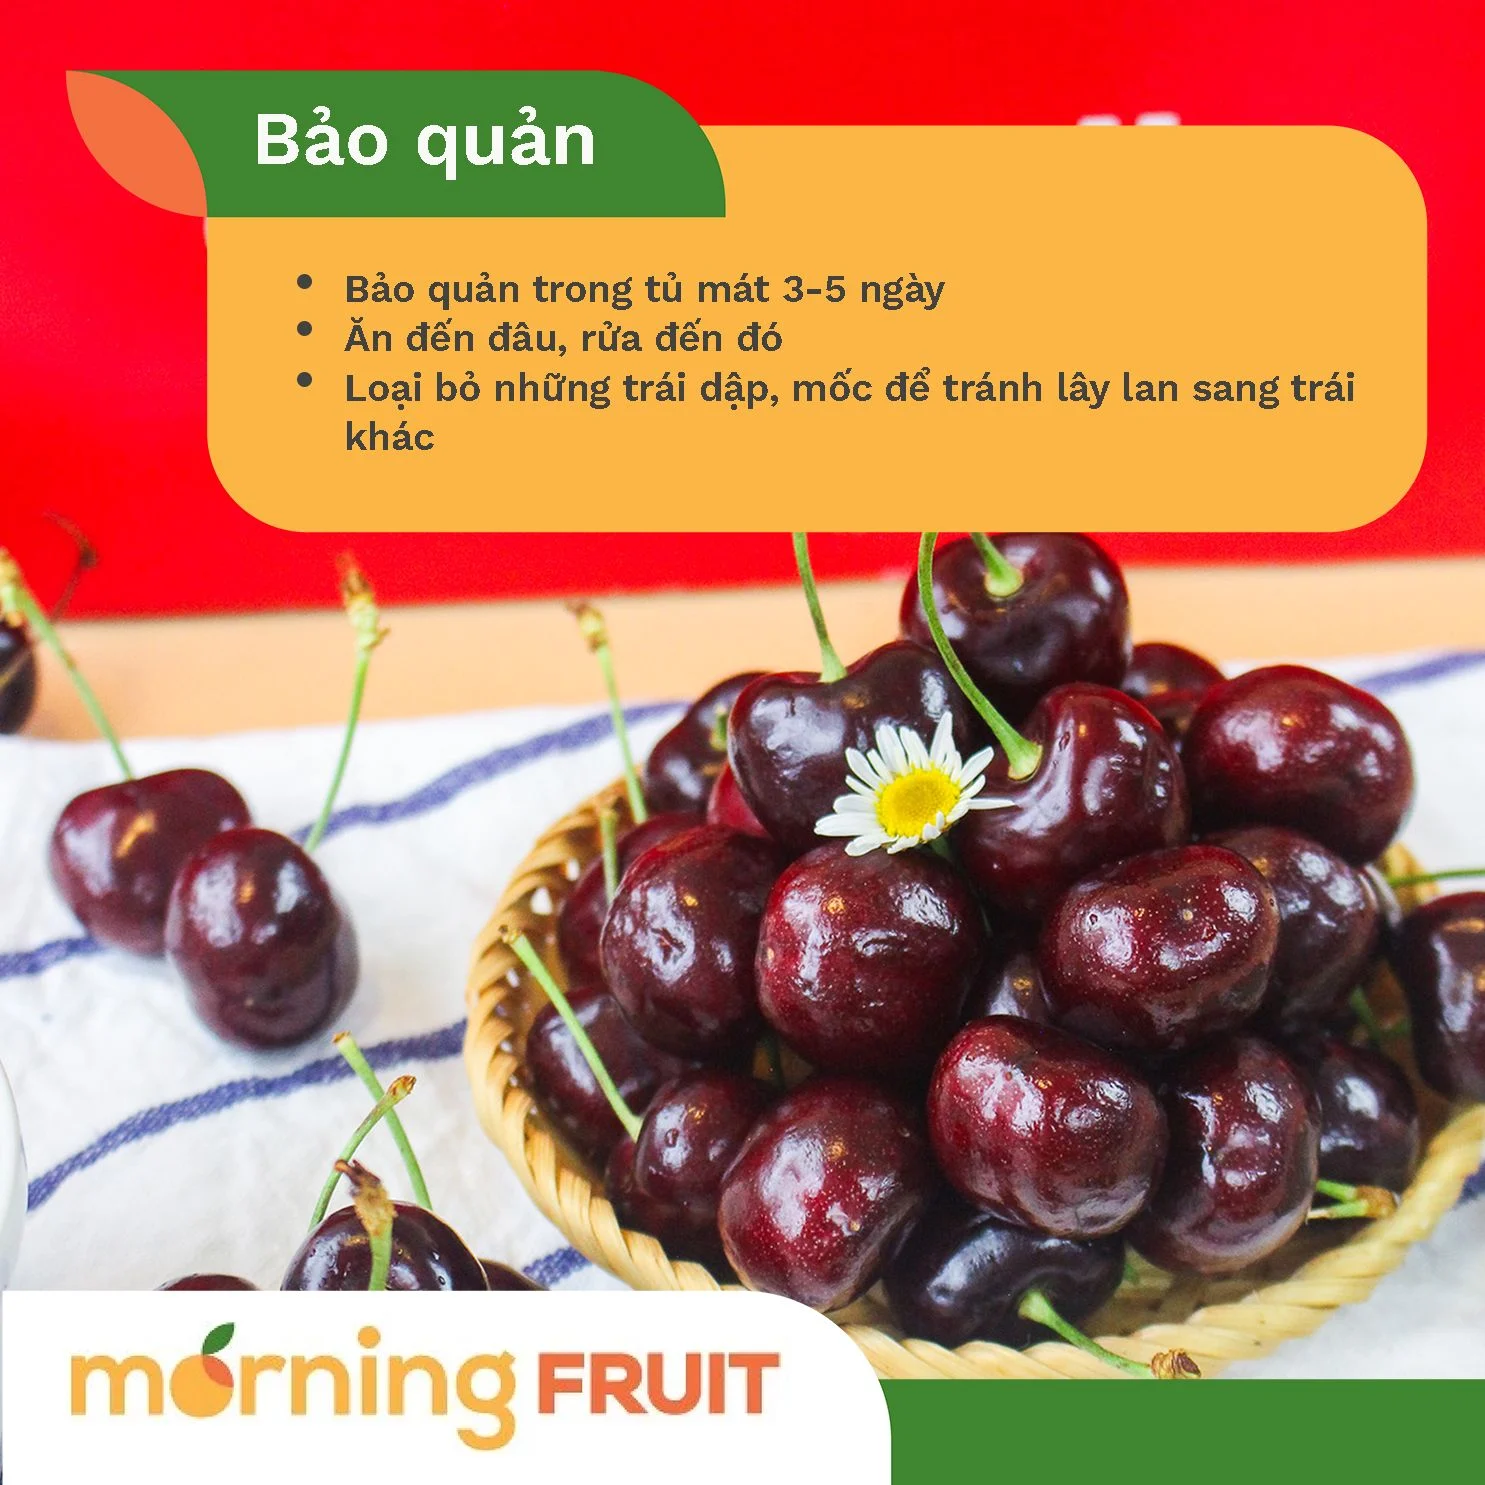 Bảo quản
• Bảo quản trong tủ mát 3-5 ngày
• Ăn đến đâu, rửa đến đó
• Loại bỏ những trái dập, mốc để tránh lây lan sang trái
khác
morning FRUIT